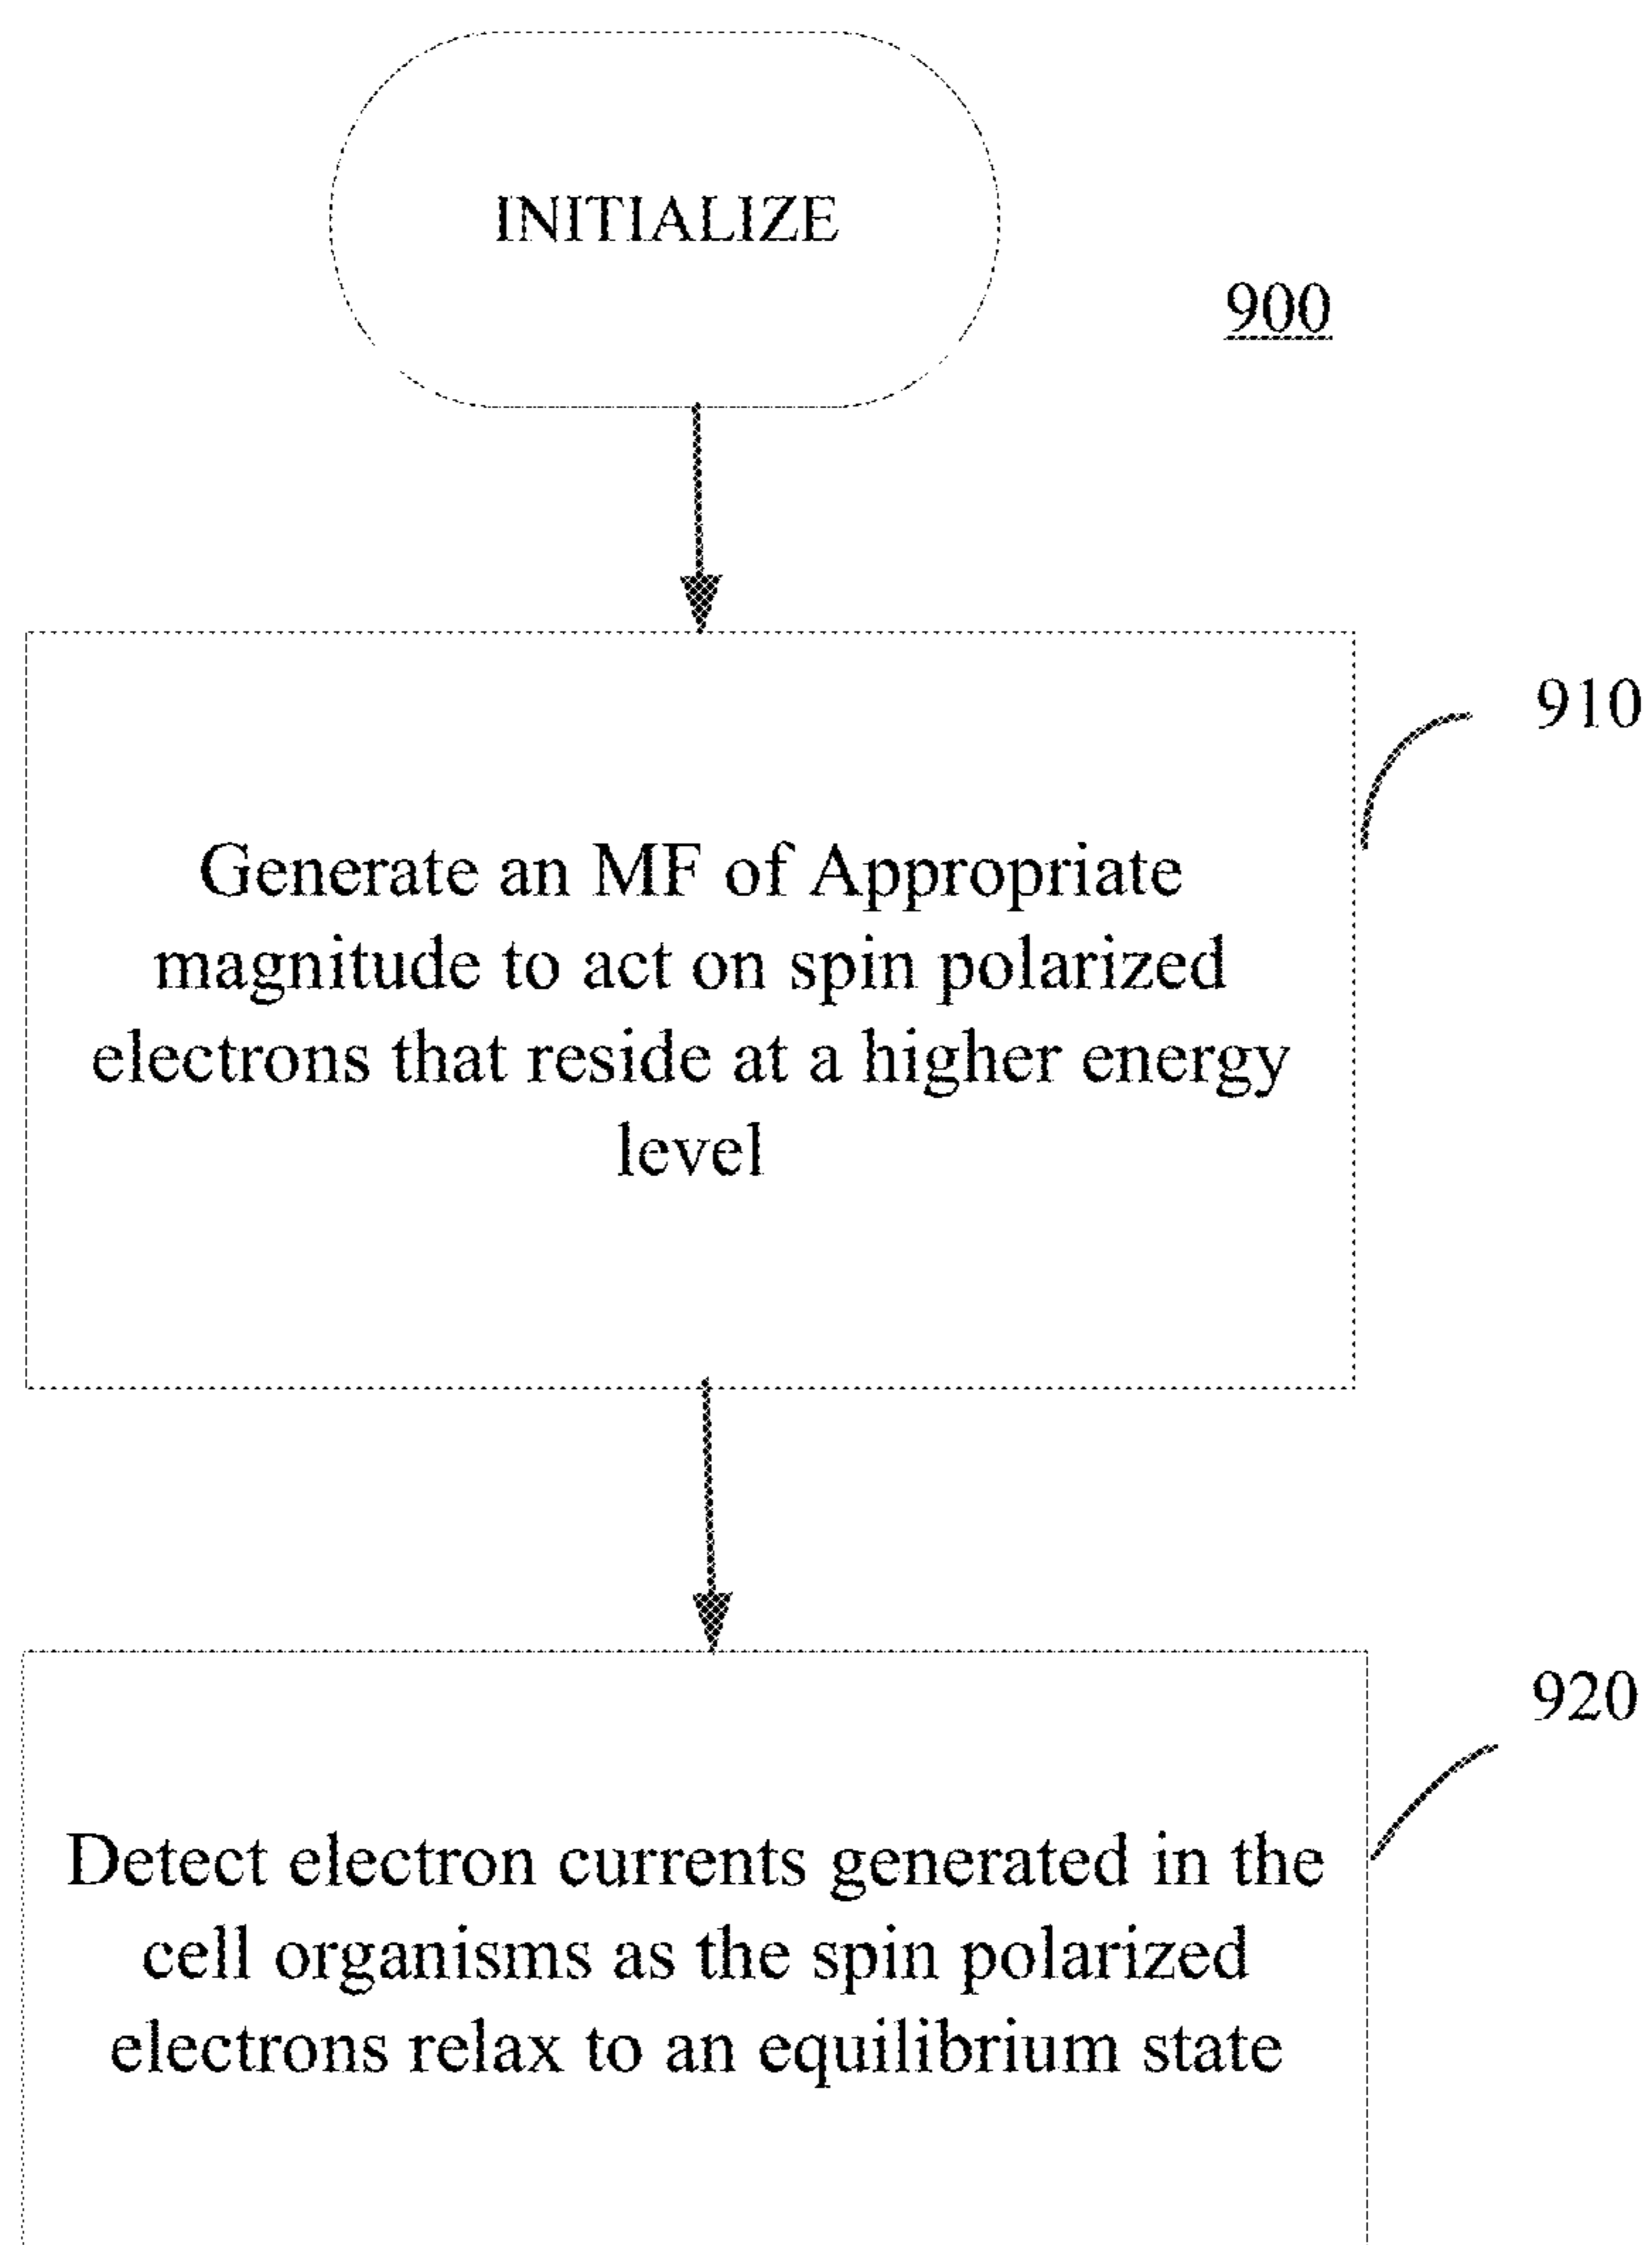 INITIALIZE
900
910
Generate an MF of Appropriate
magnitude to act on spin polarized
electrons that reside at a higher energy
level
920
Detect electron currents generated in the
cell organisms as the spin polarized
electrons relax to an equilibrium state